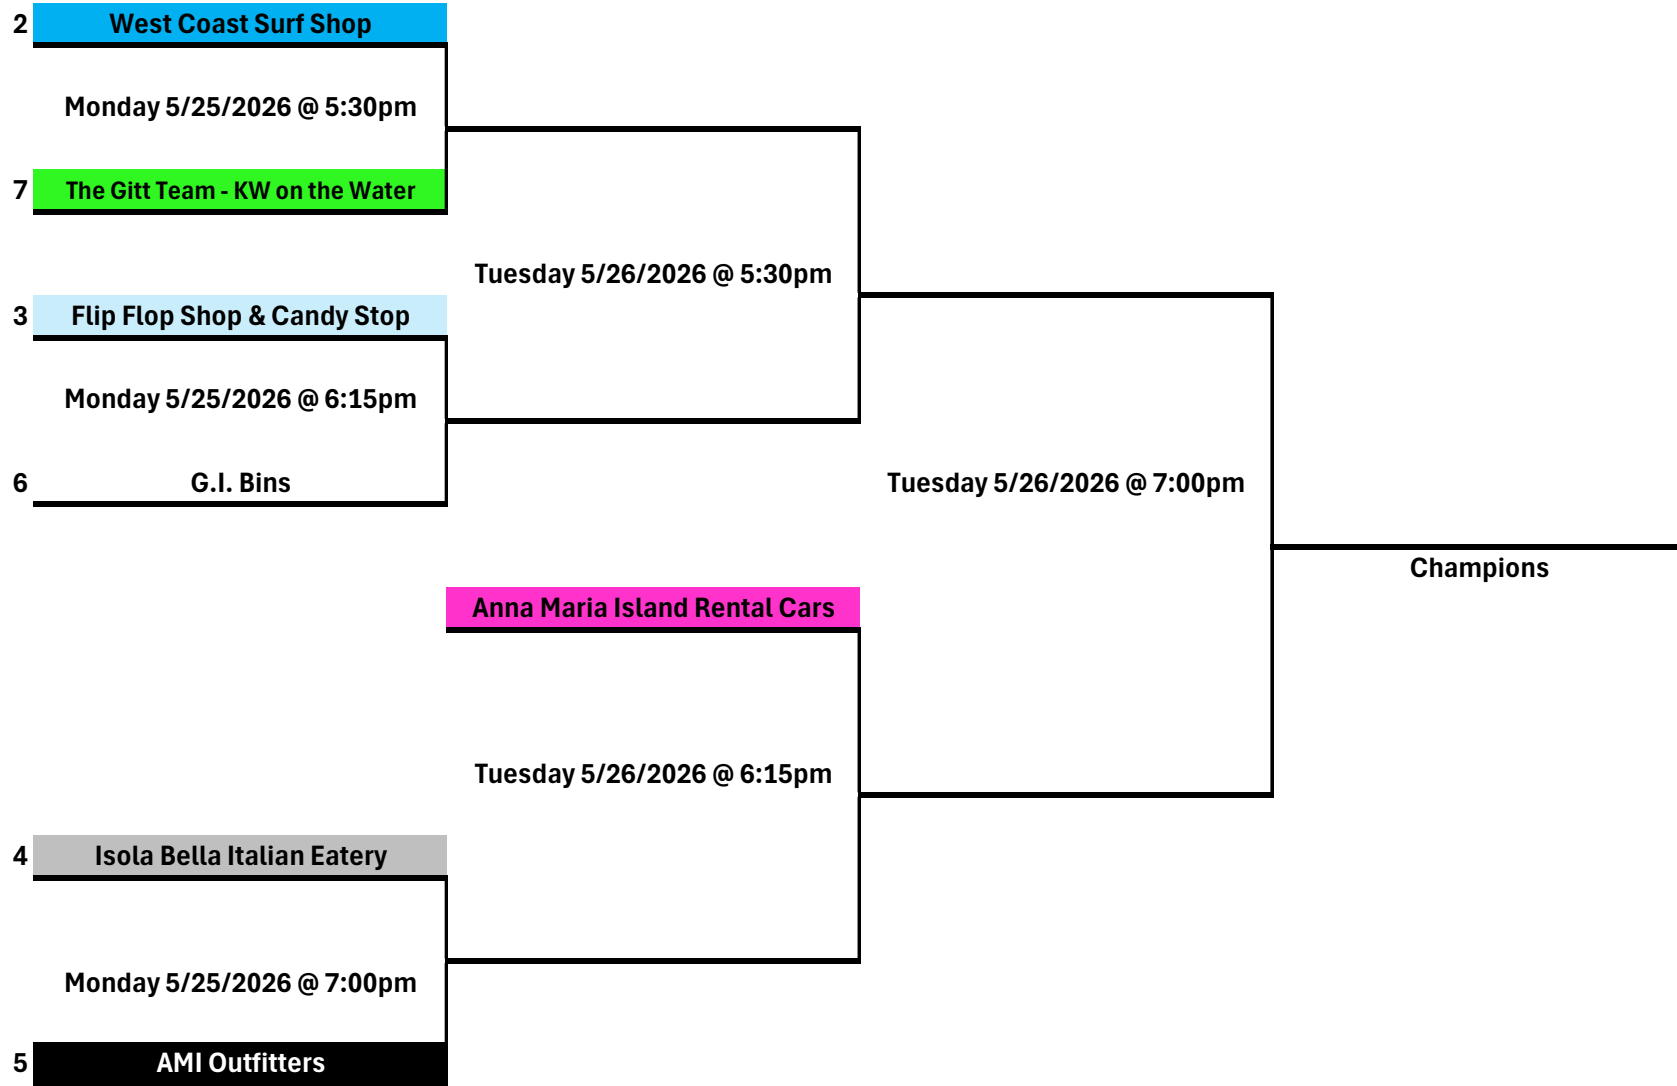 2 West Coast Surf Shop
Monday 5/25/2026 @ 5:30pm
7 The Gitt Team - KW on the Water
Tuesday 5/26/2026 @ 5:30pm
3 Flip Flop Shop & Candy Stop
Monday 5/25/2026 @ 6:15pm
6 G.I. Bins
Tuesday 5/26/2026 @ 7:00pm
Champions
Anna Maria Island Rental Cars
Tuesday 5/26/2026 @ 6:15pm
4 Isola Bella Italian Eatery
Monday 5/25/2026 @ 7:00pm
5 AMI Outfitters